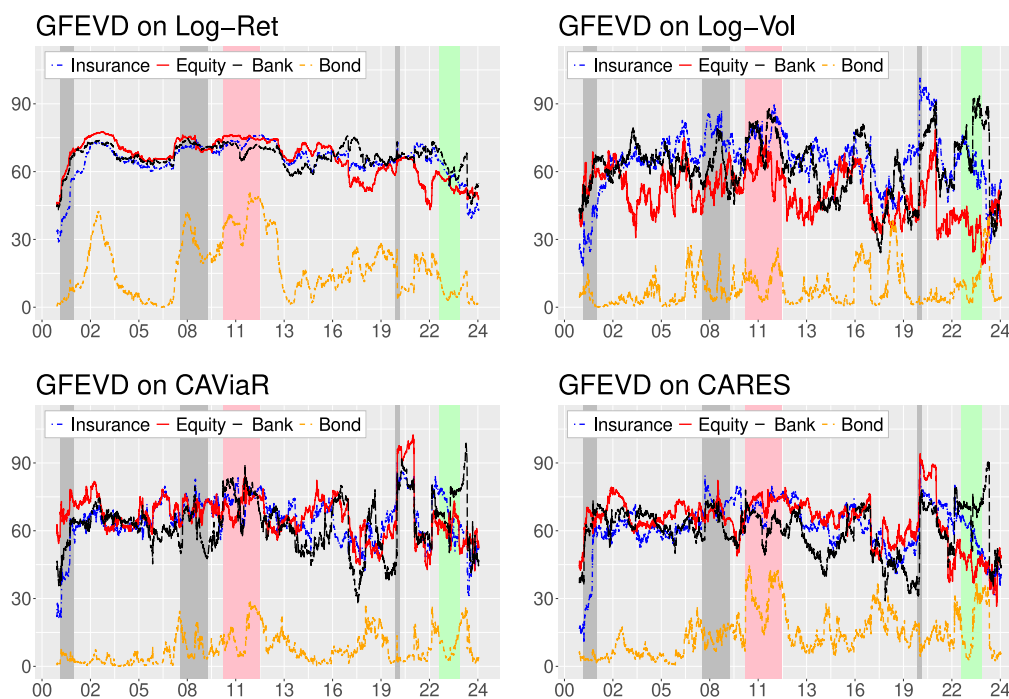 GFEVD on Log−Ret
Insurance Equity Bank Bond
90
60
30
0
00 02 05 08 11 13 16 19 22 24
GFEVD on Log−Vol
Insurance Equity Bank Bond
90
60
30
0
00 02 05 08 11 13 16 19 22 24
GFEVD on CAViaR
Insurance Equity Bank Bond
90
60
30
0
00 02 05 08 11 13 16 19 22 24
GFEVD on CARES
Insurance Equity Bank Bond
90
60
30
0
00 02 05 08 11 13 16 19 22 24